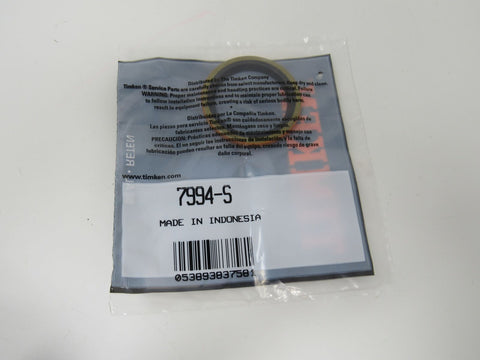 Distributed by The Timken Company
Timken® Service Parts are carefully chosen from select manufacturers. Keep dry and clean.
WARNING: Proper maintenance and handling practices are critical. Failure
to follow installation instructions and to maintain proper lubrication can
result in equipment failure, creating a risk of serious bodily harm.
Distribuido por La Compañía Timken.
Las piezas para servicio Timken® son cuidadosamente escogidas de
fabricantes selectos. Manténgase seco y limpio.
PRECAUCIÓN: Prácticas adecuadas de mantenimiento y manejo son
críticas. El no seguir las instrucciones de instalación, y la falta de
lubricación pueden resultar en falla del equipo, creando riesgo de grave
daño corporal.
www.timken.com
RETEN
7994-S
MADE IN INDONESIA
053893837581